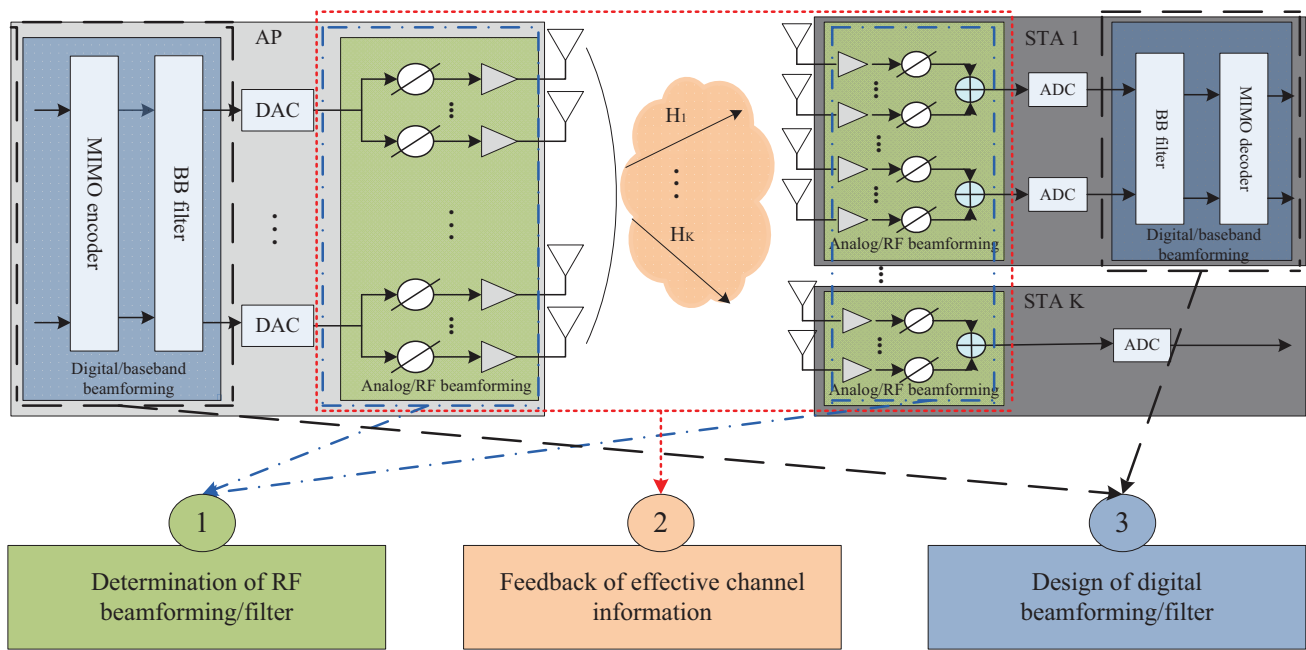 AP
MIMO encoder
BB filter
Digital/baseband
beamforming
DAC
DAC
Analog/RF beamforming
H1
HK
STA 1
Analog/RF beamforming
ADC
ADC
BB filter
MIMO decoder
Digital/baseband
beamforming
STA K
Analog/RF beamforming
ADC
1
Determination of RF
beamforming/filter
2
Feedback of effective channel
information
3
Design of digital
beamforming/filter